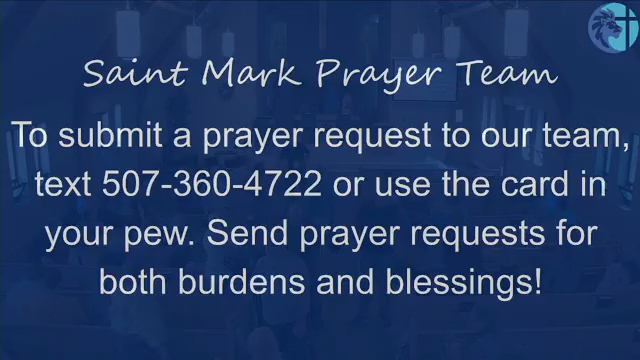 Saint Mark Prayer Team
To submit a prayer request to our team,
text 507-360-4722 or use the card in
your pew. Send prayer requests for
both burdens and blessings!